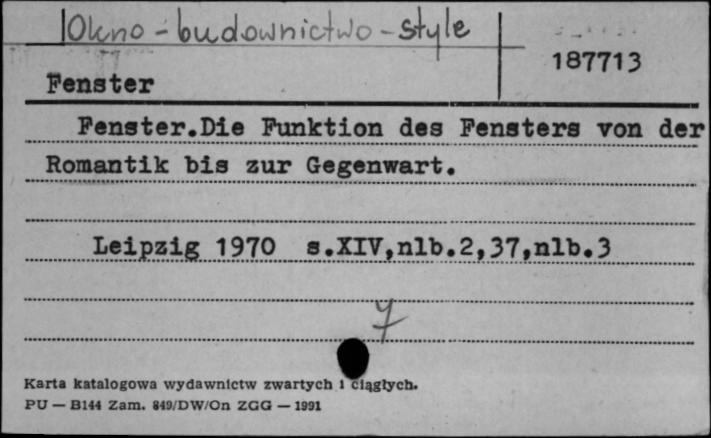 Okno - budownictwo - style
187713
Fenster
Fenster.Die Funktion des Fensters von der
Romantik bis zur Gegenwart.
Leipzig 1970 s.XIV,nlb.2,37,nlb.3
7
Karta katalogowa wydawnictw zwartych i ciągłych.
PU — B144 Zam. 849/DW/On ZGG — 1991